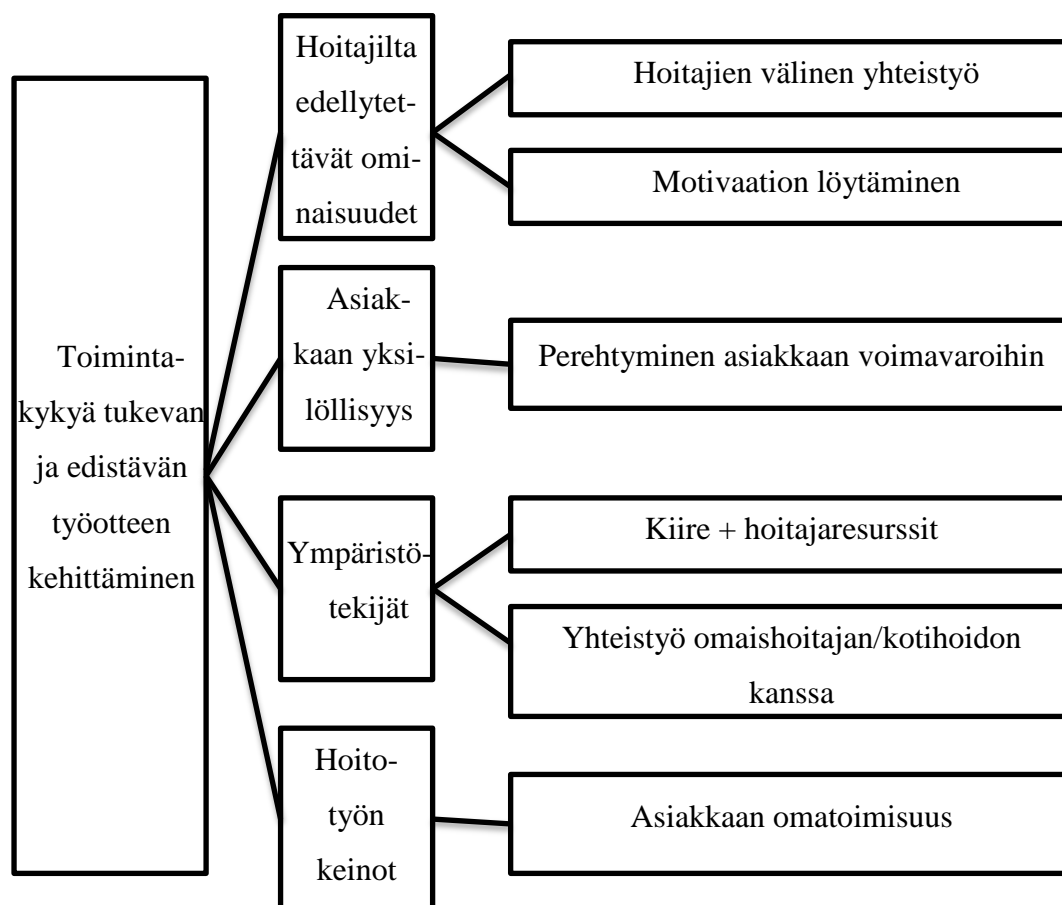 Toiminta-
kykyä tukevan
ja edistävän
työotteen
kehittäminen
Hoitajilta
edellytet-
tävät omi-
naisuudet
Hoitajien välinen yhteistyö
Motivaation löytäminen
Asiak-
kaan yksi-
löllisyys
Perehtyminen asiakkaan voimavaroihin
Ympäristö-
tekijät
Kiire + hoitajaresurssit
Yhteistyö omaishoitajan/kotihoidon
kanssa
Hoito-
työn
keinot
Asiakkaan omatoimisuus